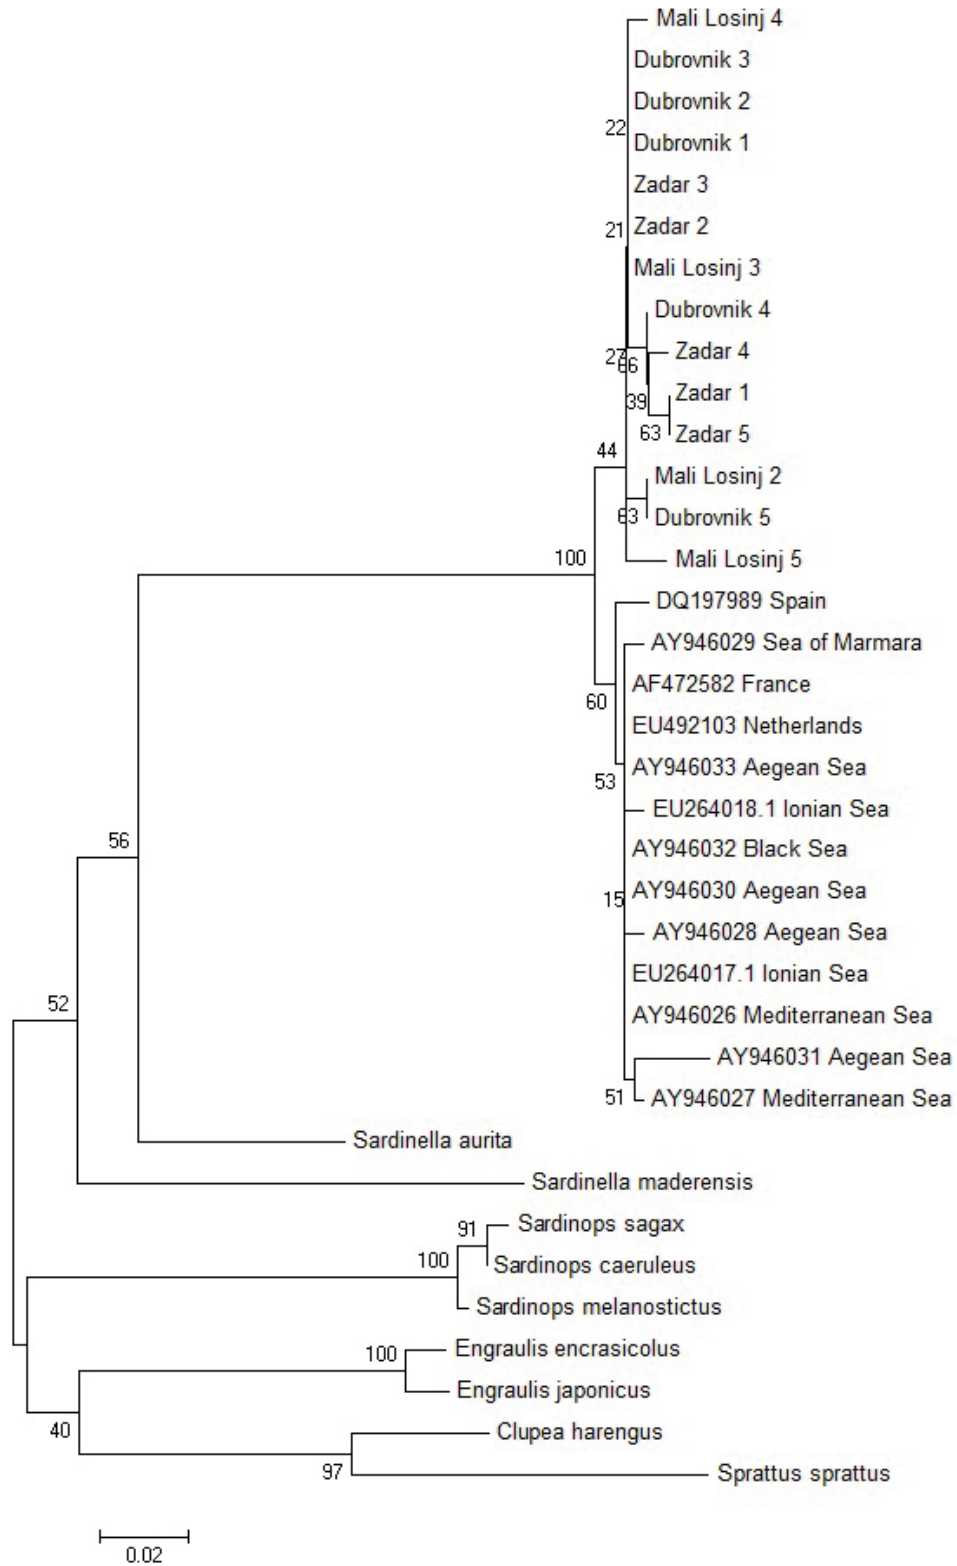 Mali Losinj 4
Dubrovnik 3
Dubrovnik 2
22
Dubrovnik 1
Zadar 3
21 Zadar 2
Mali Losinj 3
Dubrovnik 4
27 Zadar 4
66
Zadar 1
39
63 Zadar 5
44
Mali Losinj 2
63 Dubrovnik 5
100 Mali Losinj 5
DQ197989 Spain
AY946029 Sea of Marmara
AF472582 France
60
EU492103 Netherlands
AY946033 Aegean Sea
53
EU264018.1 Ionian Sea
56 AY946032 Black Sea
AY946030 Aegean Sea
15
AY946028 Aegean Sea
EU264017.1 Ionian Sea
52
AY946026 Mediterranean Sea
AY946031 Aegean Sea
51 AY946027 Mediterranean Sea
Sardinella aurita
Sardinella maderensis
91 Sardinops sagax
100 Sardinops caeruleus
Sardinops melanostictus
100 Engraulis encrasicolus
Engraulis japonicus
40 Clupea harengus
97 Sprattus sprattus
0.02